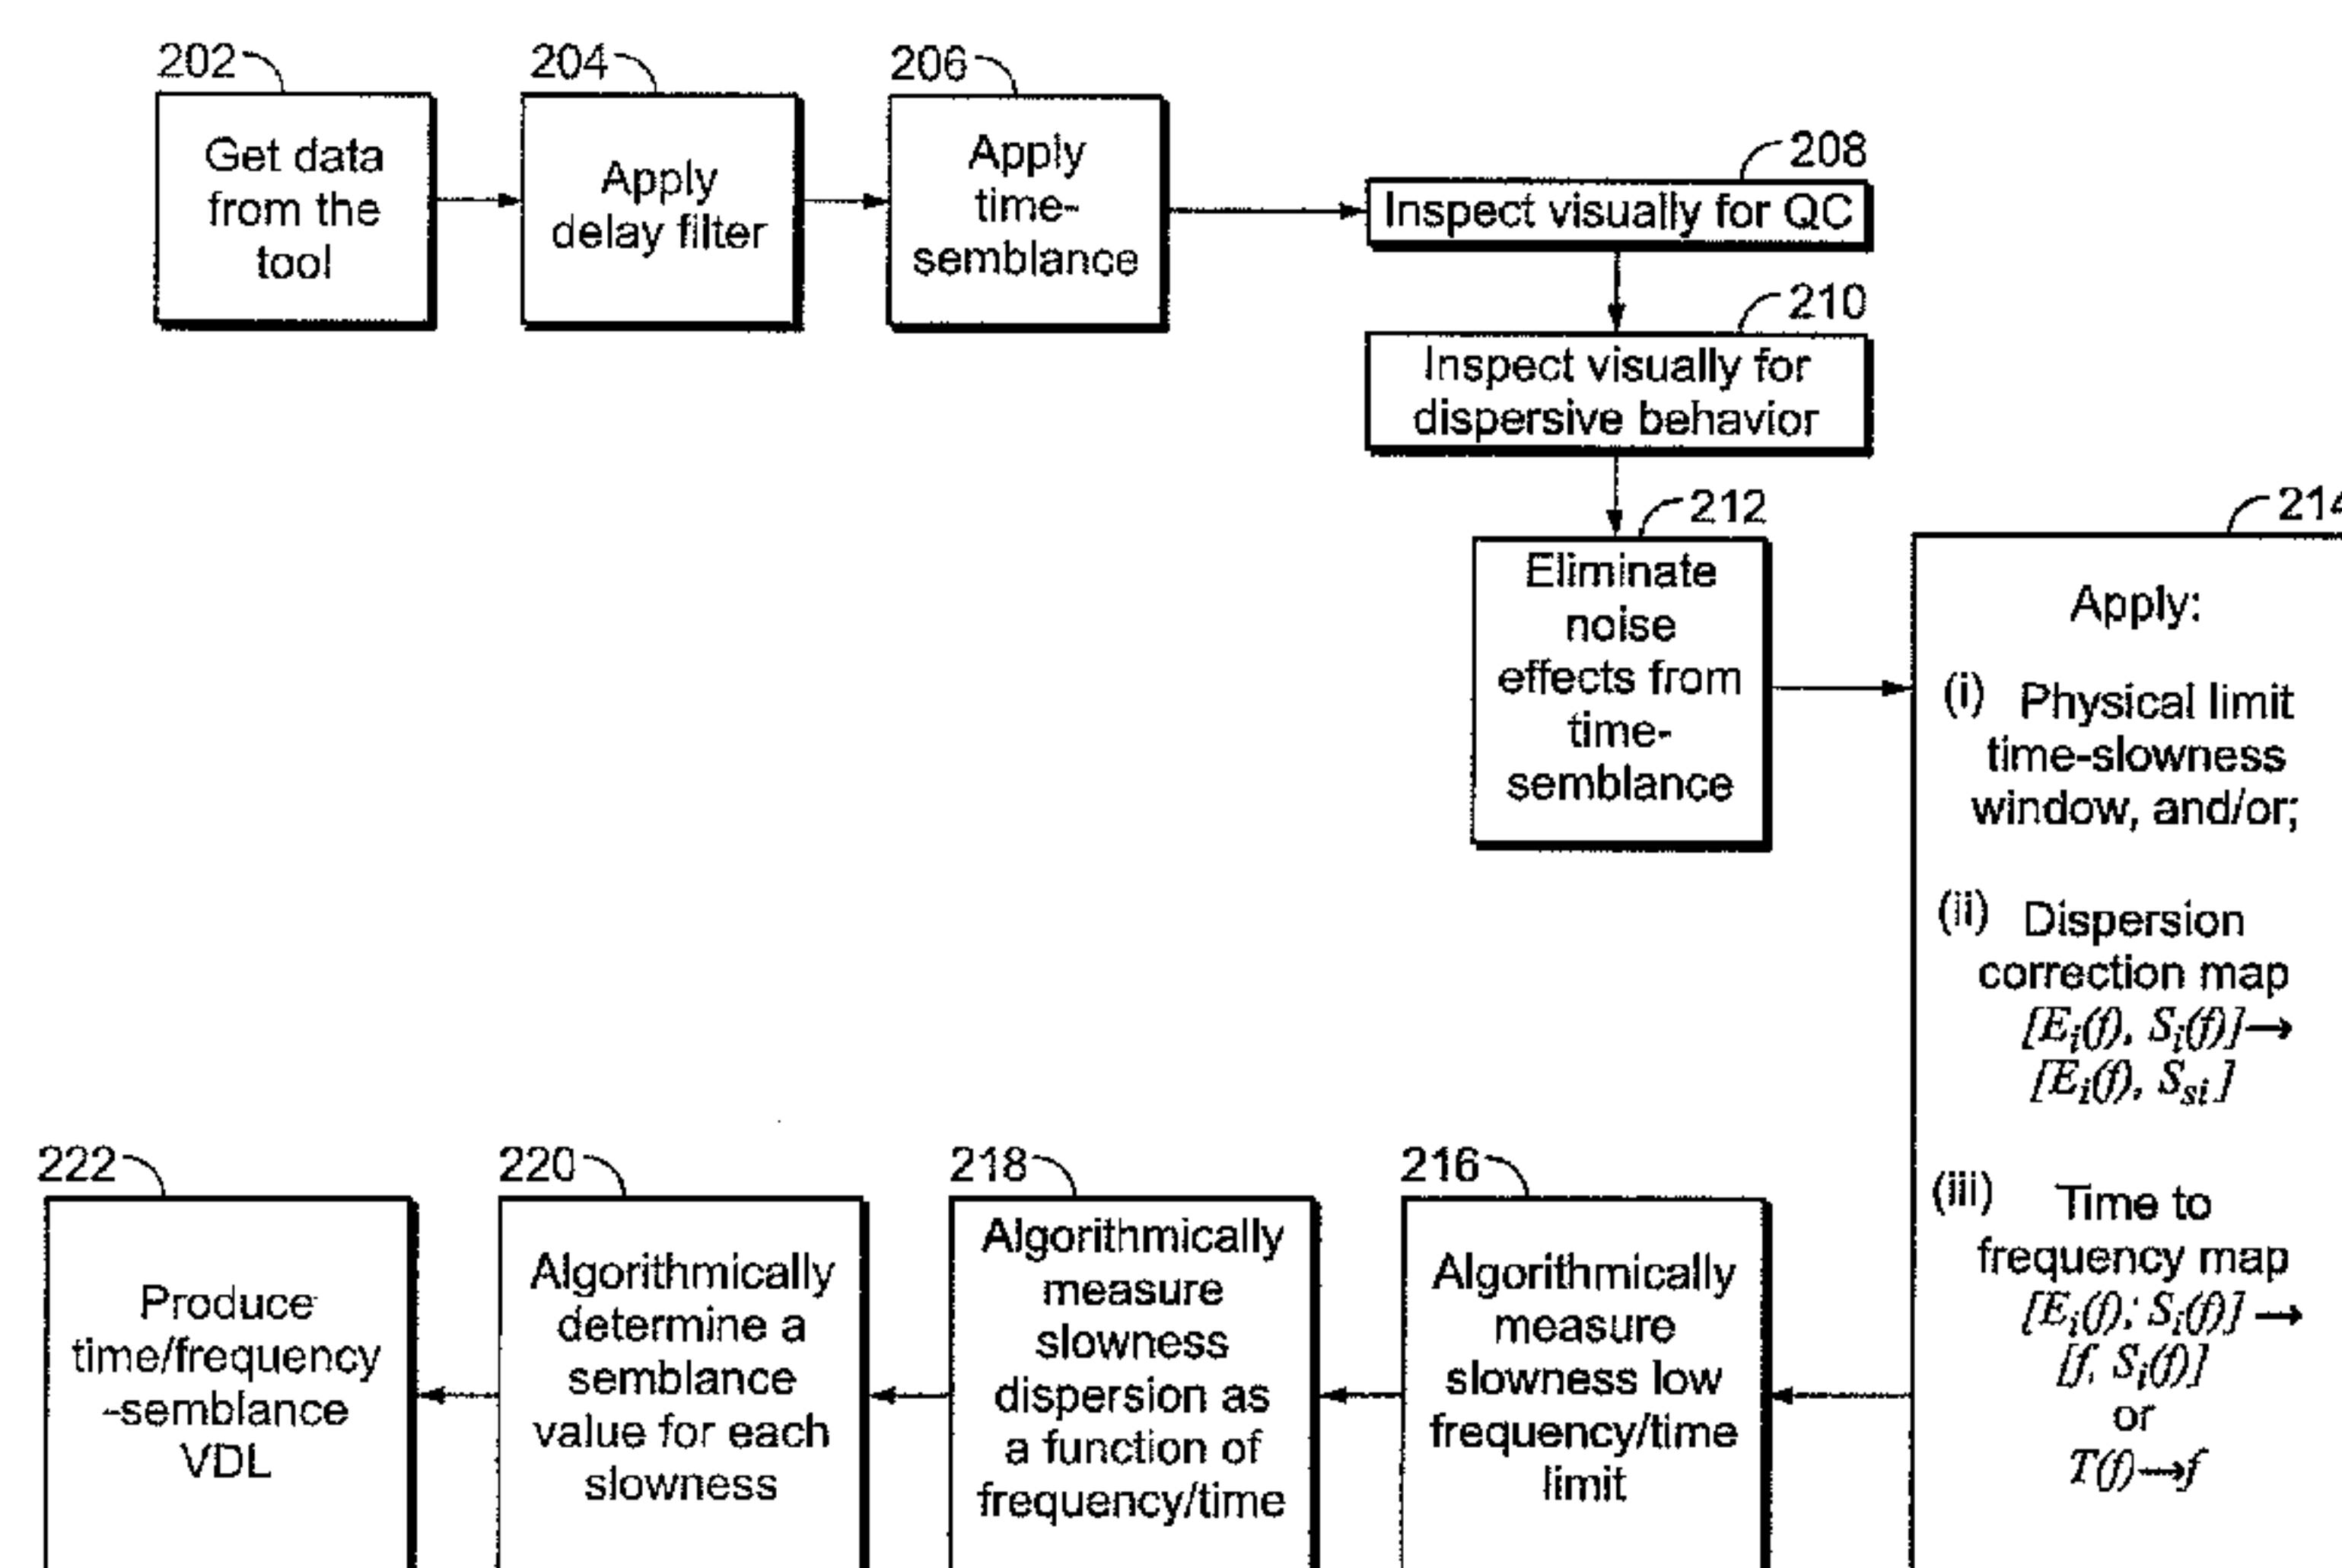 202
Get data
from the
tool
204
Apply
delay filter
206
Apply
time-
semblance
208
Inspect visually for QC
210
Inspect visually for
dispersive behavior
212
Eliminate
noise
effects from
time-
semblance
214
Apply:
(i) Physical limit
time-slowness
window, and/or;
(ii) Dispersion
correction map
[Ei(f), Si(f)]→
[Ei(f), Ssi]
(iii) Time to
frequency map
[Ei(f); Si(f)]→
[f, Si(f)]
or
T(f)→f
216
Algorithmically
measure
slowness low
frequency/time
limit
218
Algorithmically
measure
slowness
dispersion as
a function of
frequency/time
220
Algorithmically
determine a
semblance
value for each
slowness
222
Produce
time/frequency
-semblance
VDL